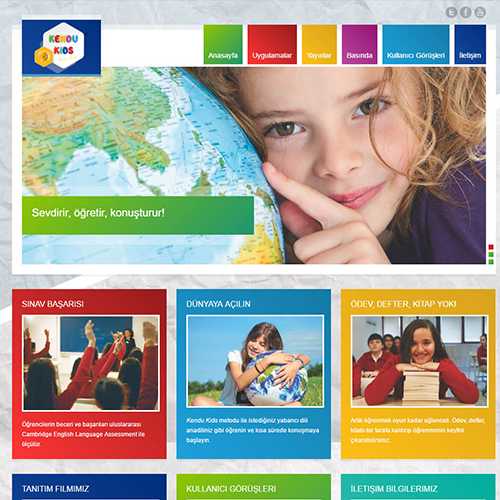 KENDU
KIDS
Anasayfa
Uygulamalar
Yayınlar
Basında
Kullanıcı Görüşleri
İletişim
Sevdirir, öğretir, konuşturur!
SINAV BAŞARISI
Öğrencilerin beceri ve başarıları uluslararası
Cambridge English Language Assessment ile
ölçülür.
DÜNYAYA AÇILIN
Kendu Kids metodu ile istediğiniz yabancı dili
anadiliniz gibi öğrenin ve kısa sürede konuşmaya
başlayın.
ÖDEV, DEFTER, KİTAP YOK!
Artık öğrenmek oyun kadar eğlenceli. Ödev, defter,
kitabı bir tarafa kaldırıp öğrenmenin keyfini
çıkarabilirsiniz.
TANITIM FİLMİMİZ
KULLANICI GÖRÜŞLERİ
İLETİŞİM BİLGİLERİMİZ